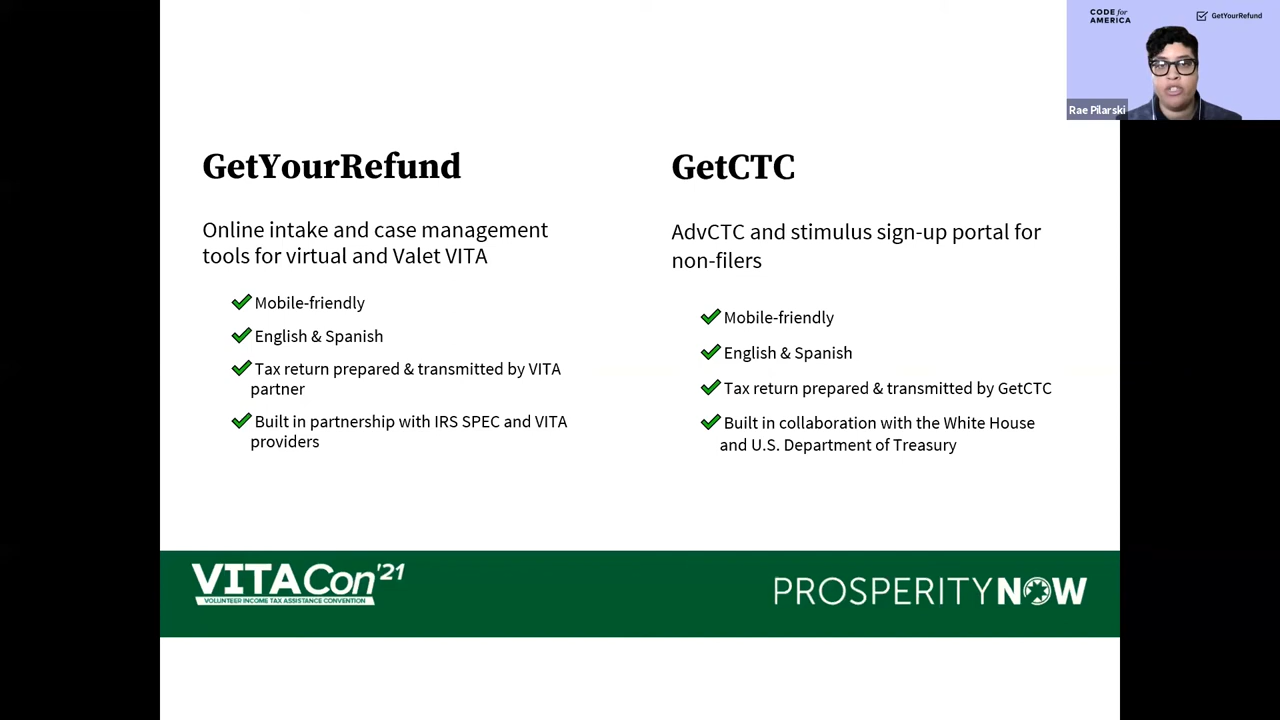 CODE for
AMERICA
GetYourRefund
Rae Pilarski
GetYourRefund
Online intake and case management
tools for virtual and Valet VITA
Mobile-friendly
English & Spanish
Tax return prepared & transmitted by VITA
partner
Built in partnership with IRS SPEC and VITA
providers
GetCTC
AdvCTC and stimulus sign-up portal for
non-filers
Mobile-friendly
English & Spanish
Tax return prepared & transmitted by GetCTC
Built in collaboration with the White House
and U.S. Department of Treasury
VITACon'21
VOLUNTEER INCOME TAX ASSISTANCE CONVENTION
PROSPERITY NOW